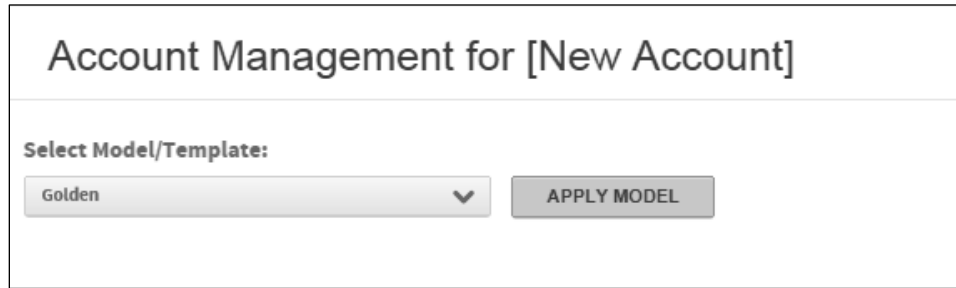 Account Management for [New Account]
Select Model/Template:
Golden
APPLY MODEL